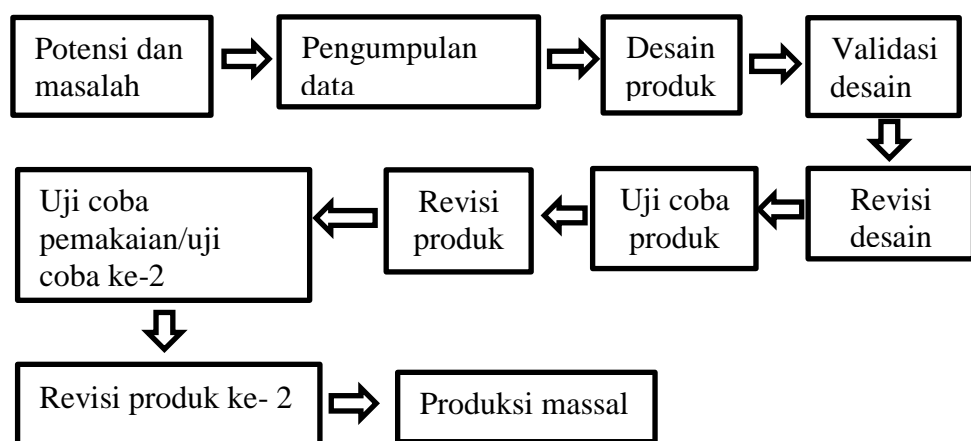 Potensi dan
masalah
Pengumpulan
data
Desain
produk
Validasi
desain
Revisi
desain
Uji coba
produk
Revisi
produk
Uji coba
pemakaian/uji
coba ke-2
Revisi produk ke- 2
Produksi massal